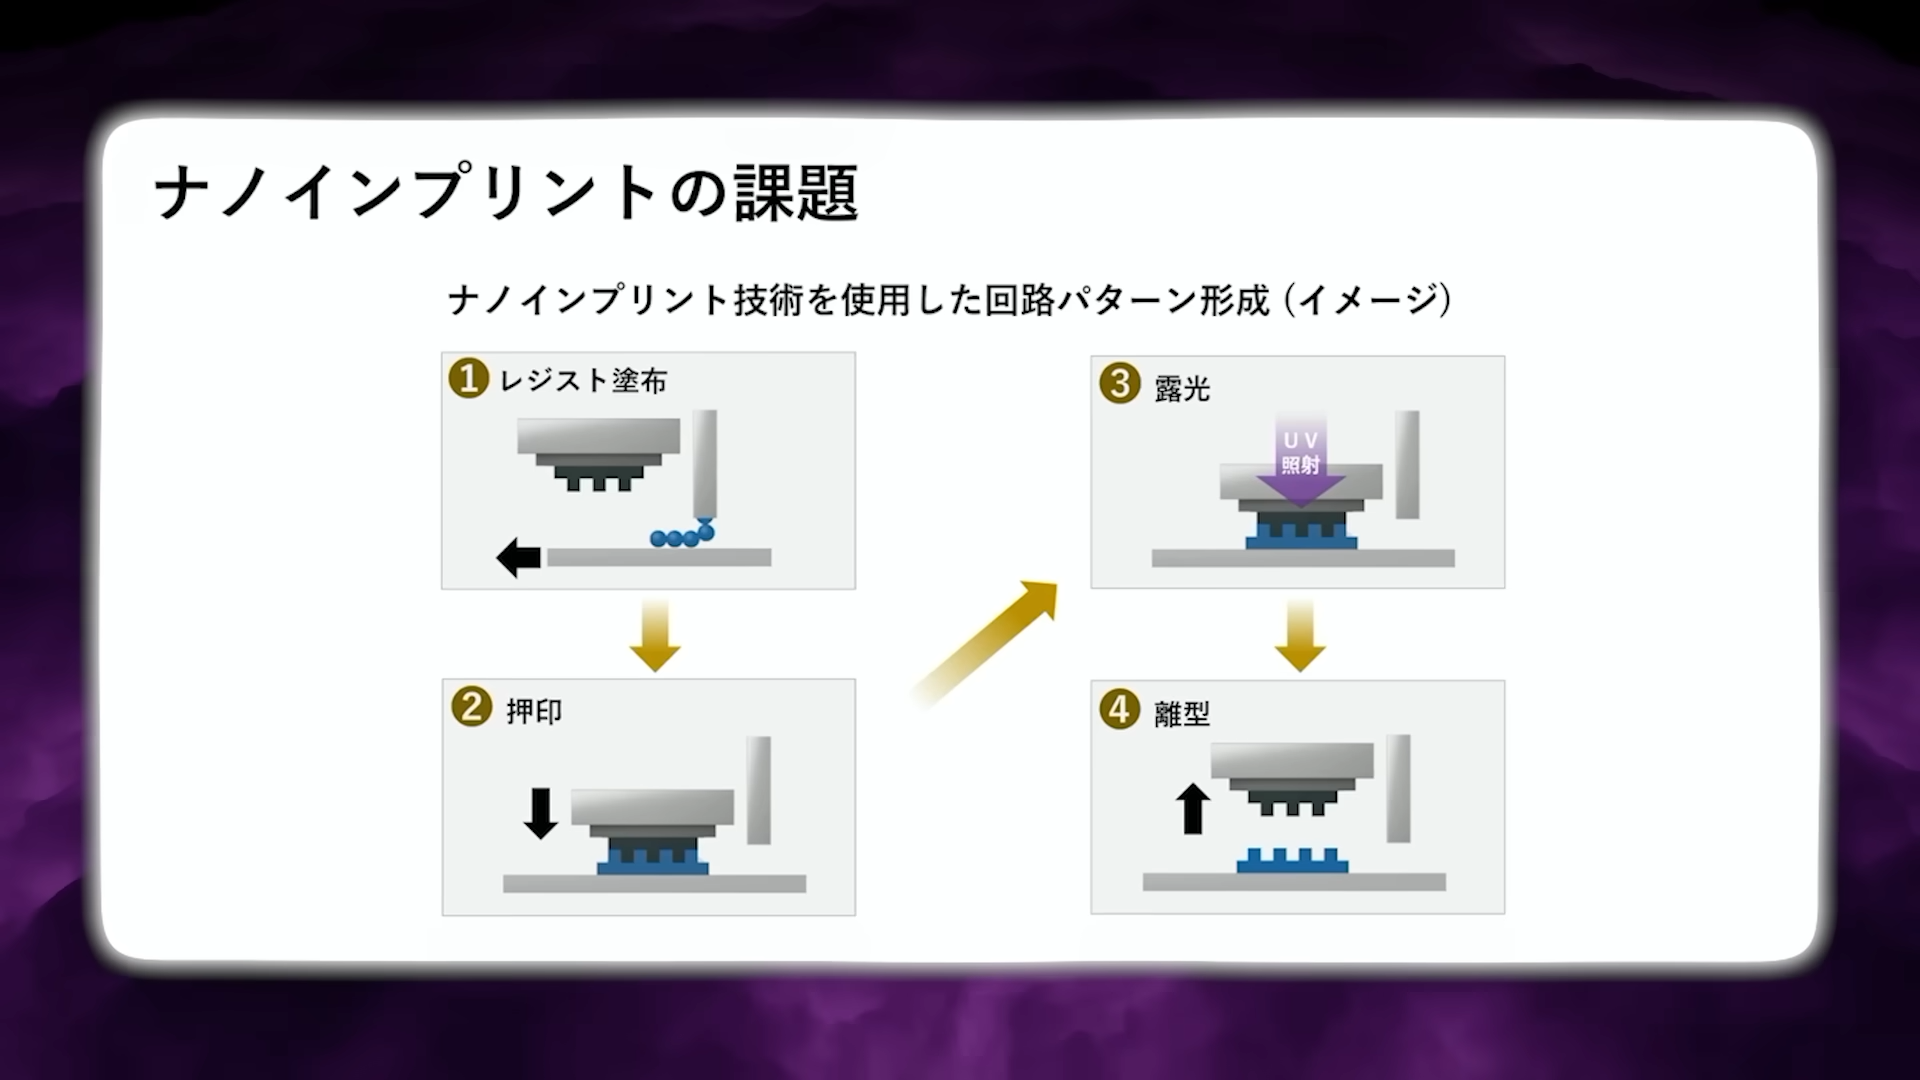 ナノインプリントの課題
ナノインプリント技術を使用した回路パターン形成（イメージ）
1 レジスト塗布
2 押印
3 露光
UV
照射
4 離型